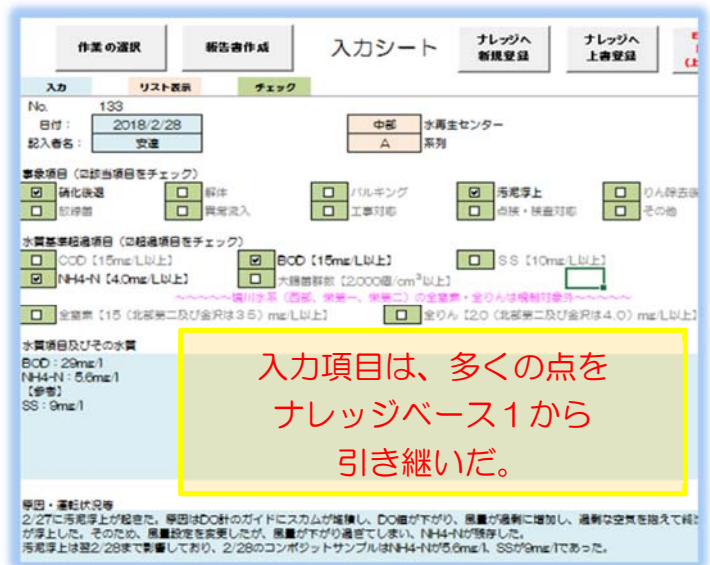 作業の選択 報告書作成 入力シート ナレッジへ新規登録 ナレッジへ上書登録
入力 リスト表示 チェック
No. 133
日付: 2018/2/28 中部 水再生センター
記入者名: 安達 A 系列
事象項目(☑該当項目をチェック)
硝化後退 解体 バルキング 汚泥浮上 りん除去後
放線菌 異常流入 工事対応 点検・検査対応 その他
水質基準超過項目(☑超過項目をチェック)
COD【15mg/L以上】 BOD【15mg/L以上】 SS【10mg/L以上】
NH4-N【4.0mg/L以上】 大腸菌群数【2,000個/cm³以上】
~~~~~境川水系(西部、栄第一、栄第二)の全窒素・全りんは規制対象外~~~~~
全窒素【15(北部第二及び金沢は35)mg/L以上】 全りん【2.0(北部第二及び金沢は4.0)mg/L以上】
水質項目及びその水質
BOD:29mg/l
NH4-N:5.6mg/l
【参考】
SS:9mg/l
入力項目は、多くの点を
ナレッジベース1から
引き継いだ。
原因・運転状況等
2/27に汚泥浮上が起きた。原因はDO計のガイドにスカムが堆積し、DO値が下がり、風量が過剰に増加し、過剰な空気を抱えて
が浮上した。そのため、風量設定を変更したが、風量が下がり過ぎてしまい、NH4-Nが残存した。
汚泥浮上は翌2/28まで影響しており、2/28のコンポジットサンプルはNH4-Nが5.6mg/l、SSが9mg/lであった。